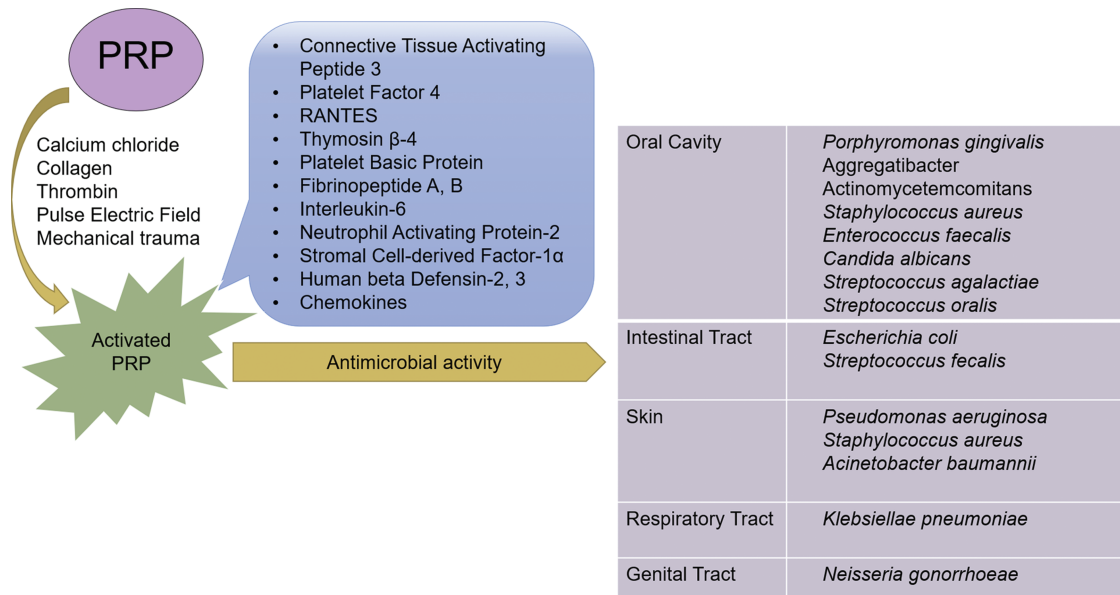 PRP
Calcium chloride
Collagen
Thrombin
Pulse Electric Field
Mechanical trauma
Activated
PRP
• Connective Tissue Activating
Peptide 3
• Platelet Factor 4
• RANTES
• Thymosin β-4
• Platelet Basic Protein
• Fibrinopeptide A, B
• Interleukin-6
• Neutrophil Activating Protein-2
• Stromal Cell-derived Factor-1α
• Human beta Defensin-2, 3
• Chemokines
Antimicrobial activity
Oral Cavity
Porphyromonas gingivalis
Aggregatibacter
Actinomycetemcomitans
Staphylococcus aureus
Enterococcus faecalis
Candida albicans
Streptococcus agalactiae
Streptococcus oralis
Intestinal Tract
Escherichia coli
Streptococcus fecalis
Skin
Pseudomonas aeruginosa
Staphylococcus aureus
Acinetobacter baumannii
Respiratory Tract
Klebsiellae pneumoniae
Genital Tract
Neisseria gonorrhoeae